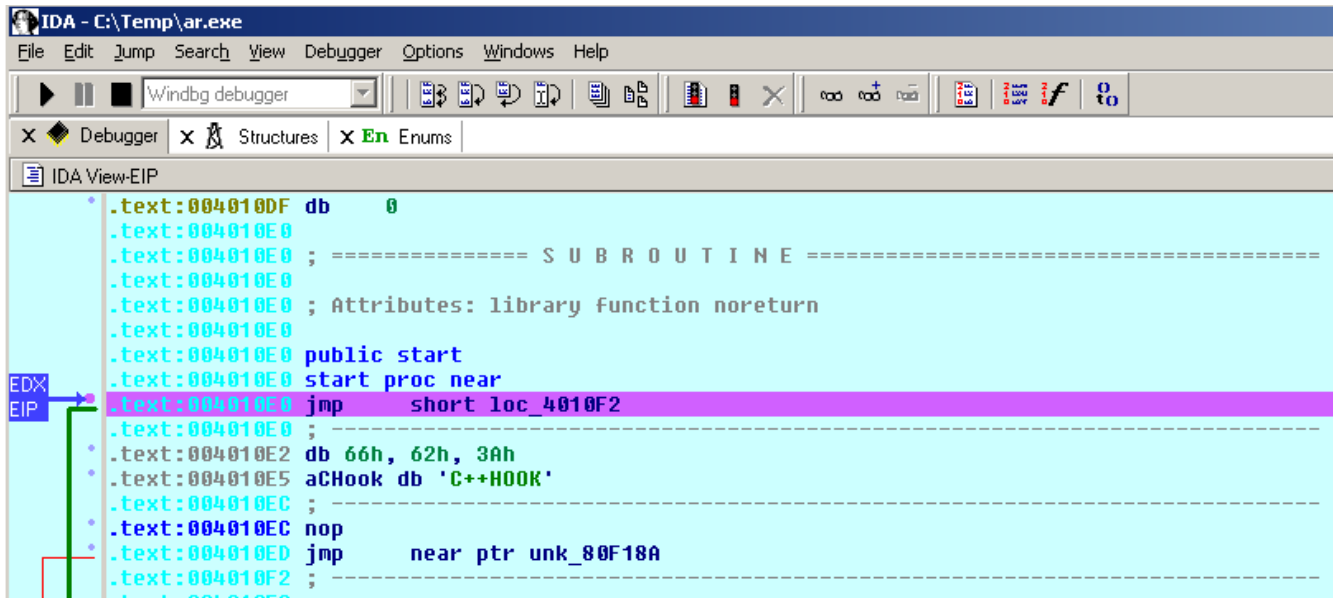 IDA - C:\Temp\ar.exe
File Edit Jump Search View Debugger Options Windows Help
Windbg debugger
X Debugger X Structures X En Enums
IDA View-EIP
.text:004010DF db 0
.text:004010E0
.text:004010E0 ; =============== S U B R O U T I N E =======================================
.text:004010E0
.text:004010E0 ; Attributes: library function noreturn
.text:004010E0
.text:004010E0 public start
EDX .text:004010E0 start proc near
EIP .text:004010E0 jmp short loc_4010F2
.text:004010E0 ; ---------------------------------------------------------------------------
.text:004010E2 db 66h, 62h, 3Ah
.text:004010E5 aCHook db 'C++HOOK'
.text:004010EC ; ---------------------------------------------------------------------------
.text:004010EC nop
.text:004010ED jmp near ptr unk_80F18A
.text:004010F2 ; ---------------------------------------------------------------------------